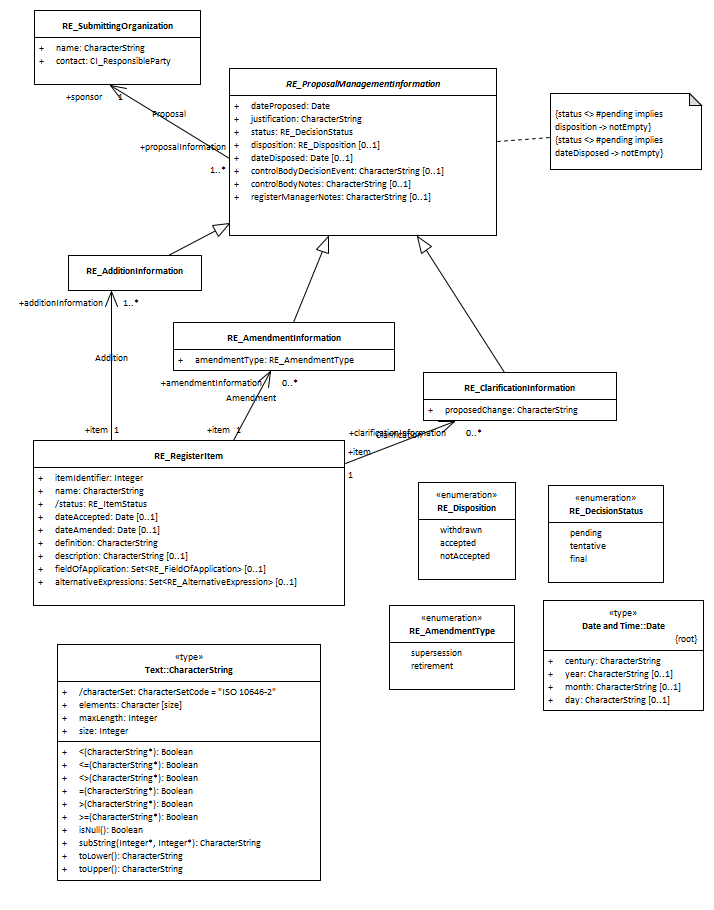 RE_SubmittingOrganization
+ name: CharacterString
+ contact: CI_ResponsibleParty
+sponsor 1
Proposal
+proposalInformation
1..*
RE_ProposalManagementInformation
+ dateProposed: Date
+ justification: CharacterString
+ status: RE_DecisionStatus
+ disposition: RE_Disposition [0..1]
+ dateDisposed: Date [0..1]
+ controlBodyDecisionEvent: CharacterString [0..1]
+ controlBodyNotes: CharacterString [0..1]
+ registerManagerNotes: CharacterString [0..1]
{status <> #pending implies
disposition -> notEmpty}
{status <> #pending implies
dateDisposed -> notEmpty}
RE_AdditionInformation
+additionInformation 1..*
Addition
+item 1
RE_AmendmentInformation
+ amendmentType: RE_AmendmentType
+amendmentInformation 0..*
Amendment
+item 1
RE_ClarificationInformation
+ proposedChange: CharacterString
+clarificationInformation 0..*
Clarification
+item
1
RE_RegisterItem
+ itemIdentifier: Integer
+ name: CharacterString
+ /status: RE_ItemStatus
+ dateAccepted: Date [0..1]
+ dateAmended: Date [0..1]
+ definition: CharacterString
+ description: CharacterString [0..1]
+ fieldOfApplication: Set<RE_FieldOfApplication> [0..1]
+ alternativeExpressions: Set<RE_AlternativeExpression> [0..1]
«enumeration»
RE_Disposition
withdrawn
accepted
notAccepted
«enumeration»
RE_DecisionStatus
pending
tentative
final
«enumeration»
RE_AmendmentType
supersession
retirement
«type»
Date and Time::Date
{root}
+ century: CharacterString
+ year: CharacterString [0..1]
+ month: CharacterString [0..1]
+ day: CharacterString [0..1]
«type»
Text::CharacterString
+ /characterSet: CharacterSetCode = "ISO 10646-2"
+ elements: Character [size]
+ maxLength: Integer
+ size: Integer
+ <(CharacterString*): Boolean
+ <=(CharacterString*): Boolean
+ <>(CharacterString*): Boolean
+ =(CharacterString*): Boolean
+ >(CharacterString*): Boolean
+ >=(CharacterString*): Boolean
+ isNull(): Boolean
+ subString(Integer*, Integer*): CharacterString
+ toLower(): CharacterString
+ toUpper(): CharacterString